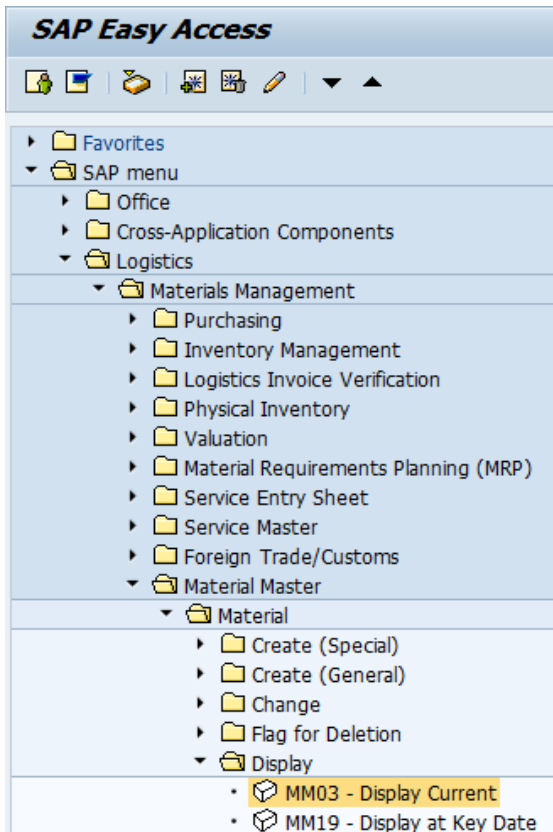 SAP Easy Access
Favorites
SAP menu
Office
Cross-Application Components
Logistics
Materials Management
Purchasing
Inventory Management
Logistics Invoice Verification
Physical Inventory
Valuation
Material Requirements Planning (MRP)
Service Entry Sheet
Service Master
Foreign Trade/Customs
Material Master
Material
Create (Special)
Create (General)
Change
Flag for Deletion
Display
MM03 - Display Current
MM19 - Display at Key Date